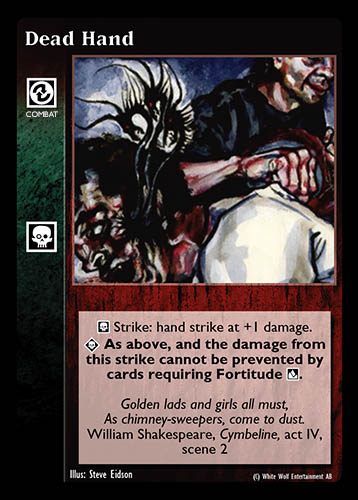 Dead Hand
COMBAT
Strike: hand strike at +1 damage.
As above, and the damage from
this strike cannot be prevented by
cards requiring Fortitude .
Golden lads and girls all must,
As chimney-sweepers, come to dust.
William Shakespeare, Cymbeline, act IV,
scene 2
Illus: Steve Eidson
(C) White Wolf Entertainment AB